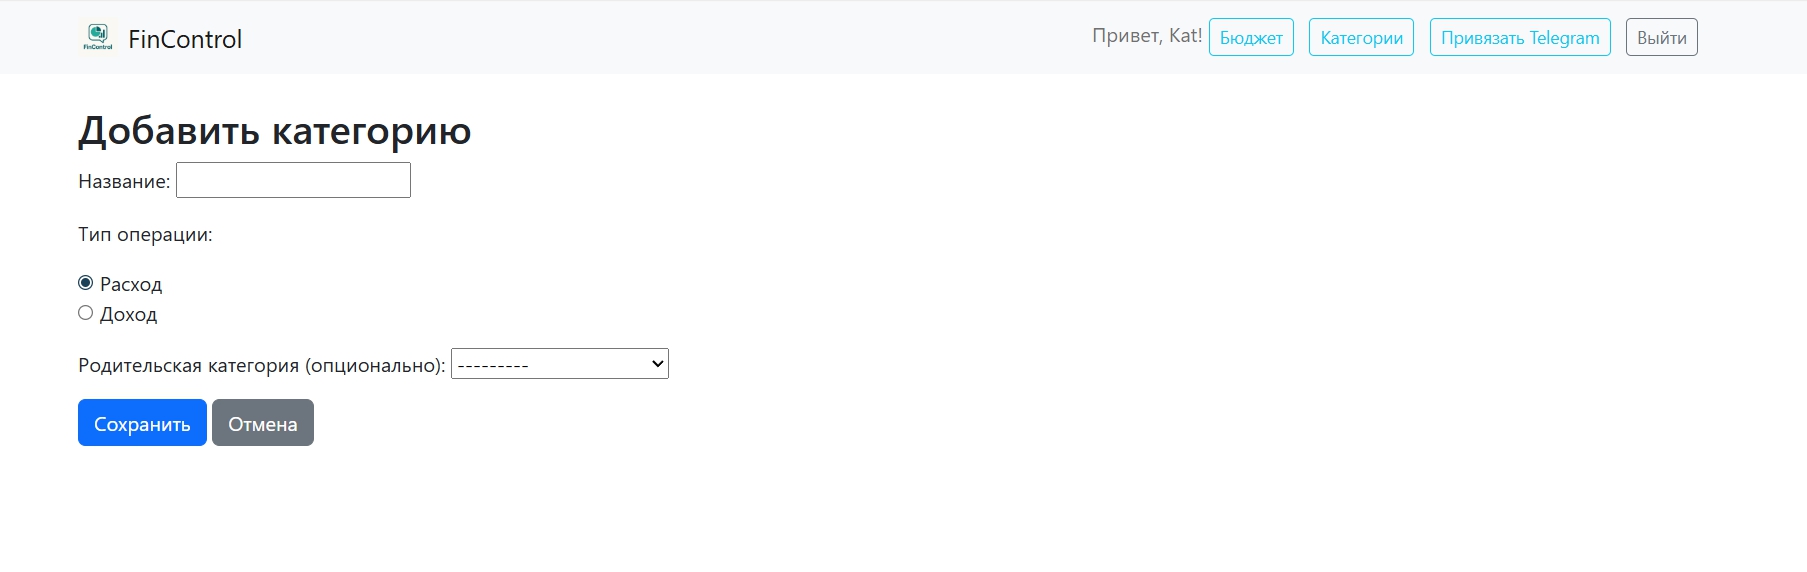 FinControl
FinControl
Привет, Kat! Бюджет Категории Привязать Telegram Выйти
Добавить категорию
Название:
Тип операции:
Расход
Доход
Родительская категория (опционально): ---------
Сохранить Отмена